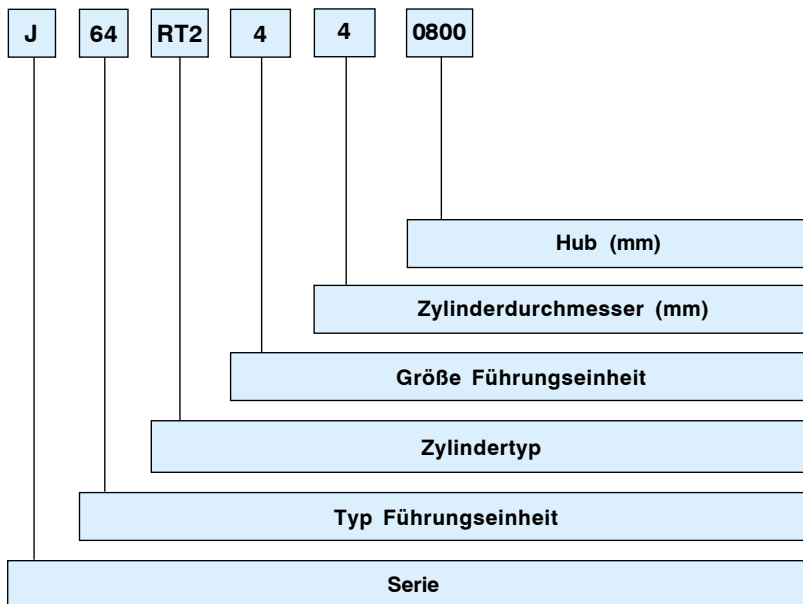 J 64 RT2 4 4 0800
Hub (mm)
Zylinderdurchmesser (mm)
Größe Führungseinheit
Zylindertyp
Typ Führungseinheit
Serie